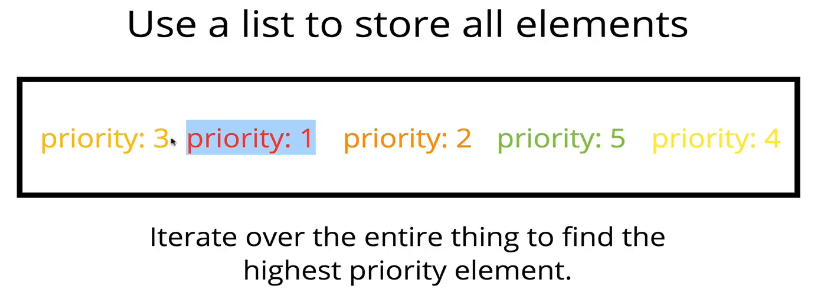 Use a list to store all elements
priority: 3 priority: 1 priority: 2 priority: 5 priority: 4
Iterate over the entire thing to find the
highest priority element.